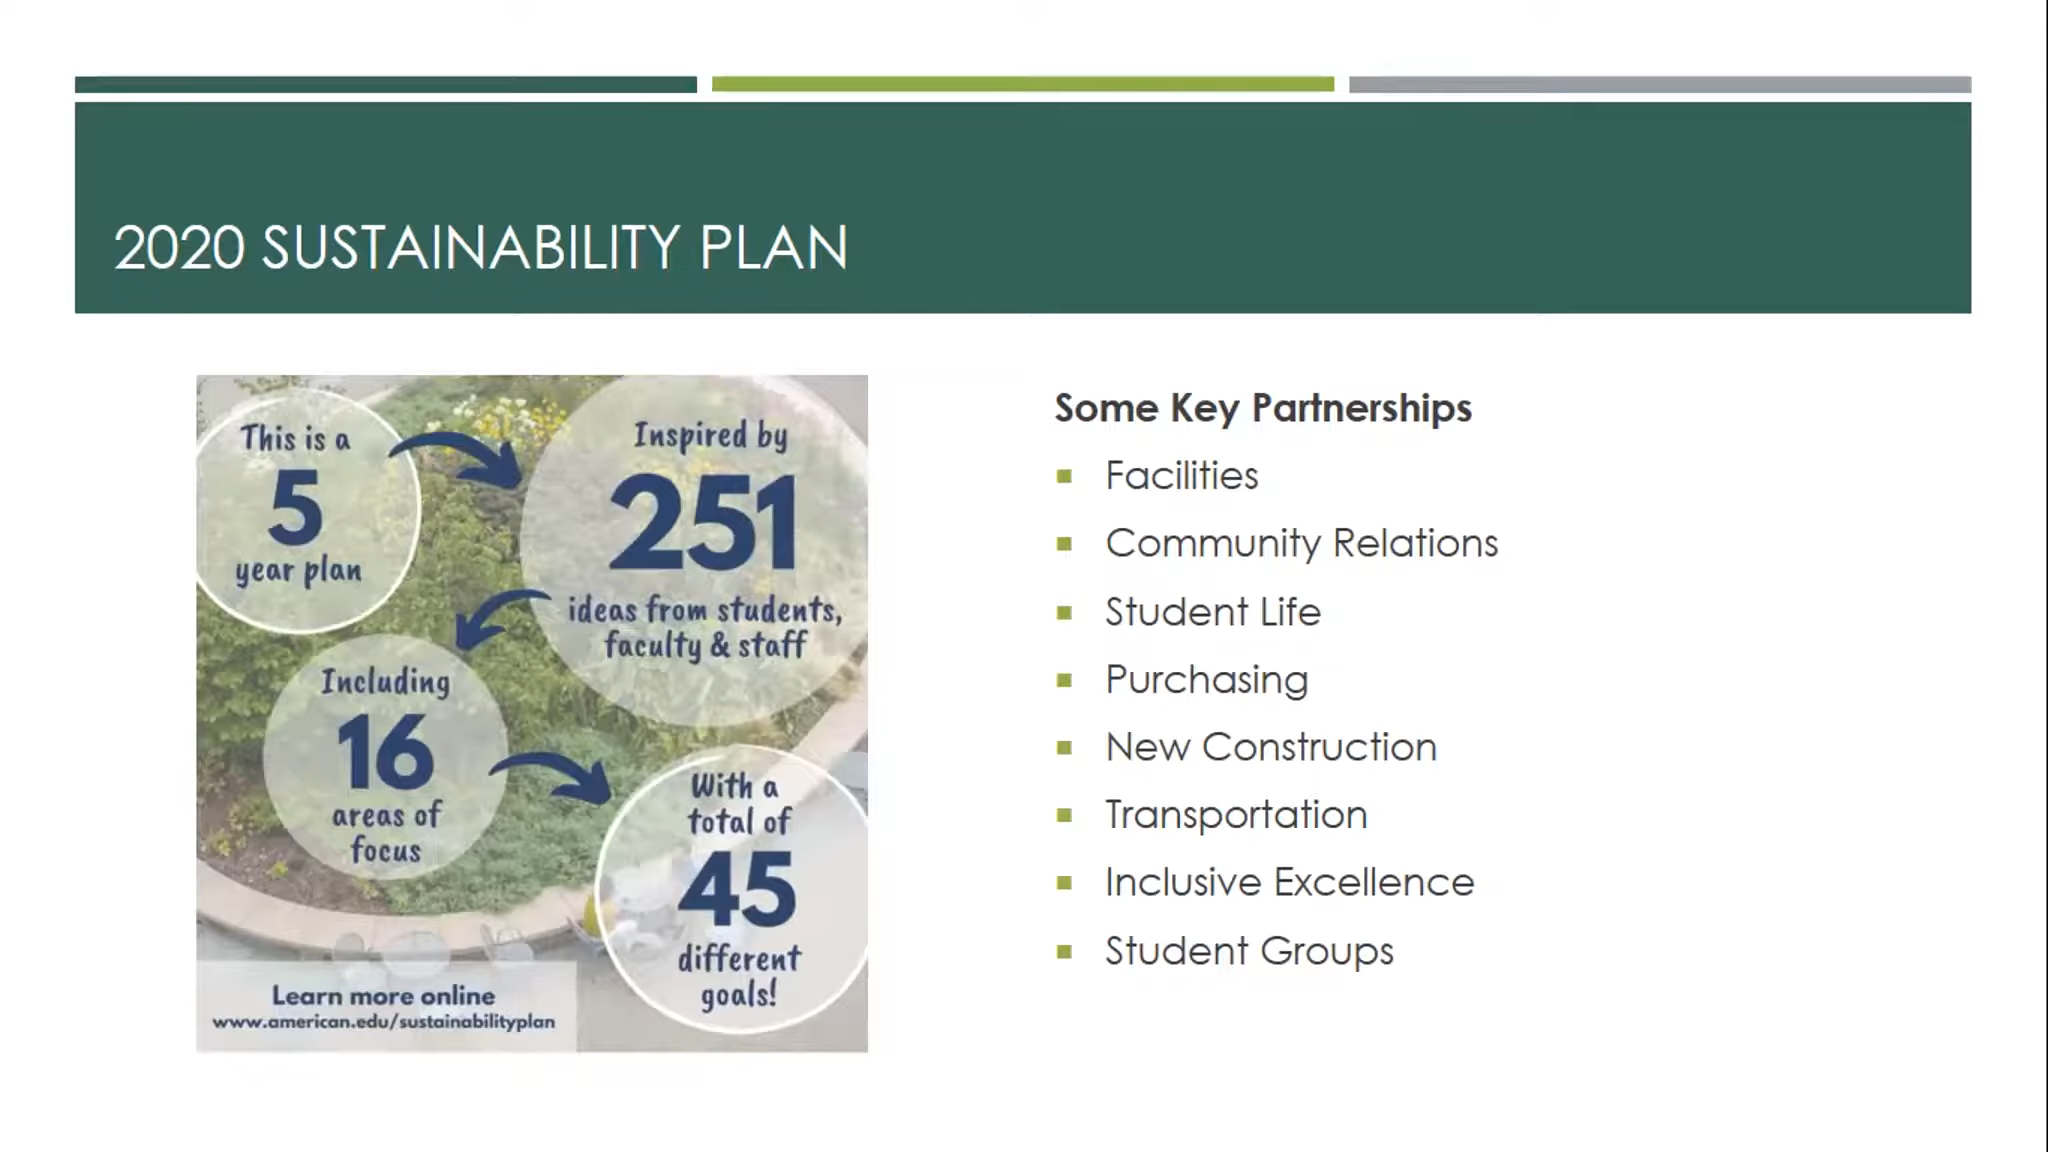 2020 SUSTAINABILITY PLAN
This is a
5
year plan
Inspired by
251
ideas from students,
faculty & staff
Including
16
areas of
focus
With a
total of
45
different
goals!
Learn more online
www.american.edu/sustainabilityplan
Some Key Partnerships
Facilities
Community Relations
Student Life
Purchasing
New Construction
Transportation
Inclusive Excellence
Student Groups